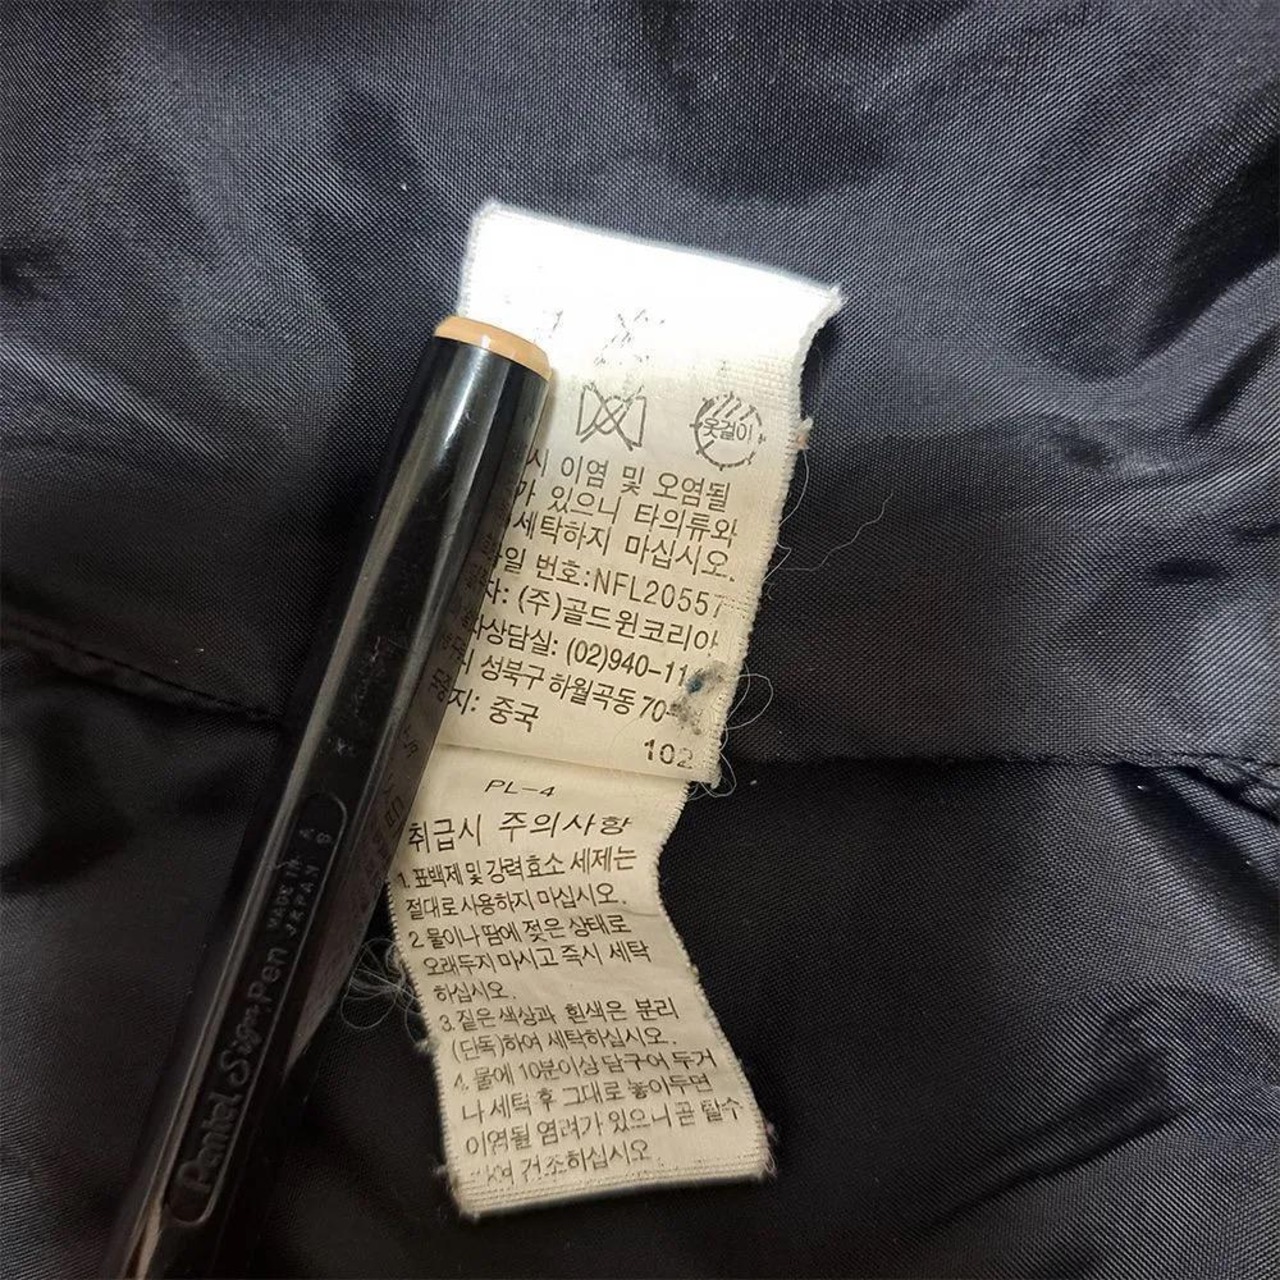 옷걸이
시 이염 및 오염될
가 있으니 타의류와
세탁하지 마십시오.
일 번호:NFL20557
자: (주)골드윈코리아
상담실: (02)940-11
성북구 하월곡동 70-
지: 중국
102
PL-4
취급시 주의사항
1. 표백제 및 강력효소 세제는
절대로 사용하지 마십시오.
2. 물이나 땀에 젖은 상태로
오래두지 마시고 즉시 세탁
하십시오.
3. 짙은 색상과 흰색은 분리
(단독)하여 세탁하십시오.
4. 물에 10분이상 담구어 두거
나 세탁 후 그대로 놓아두면
이염될 염려가 있으니 곧 탈수
하여 건조하십시오
Pentel Sign Pen
MADE IN
JAPAN